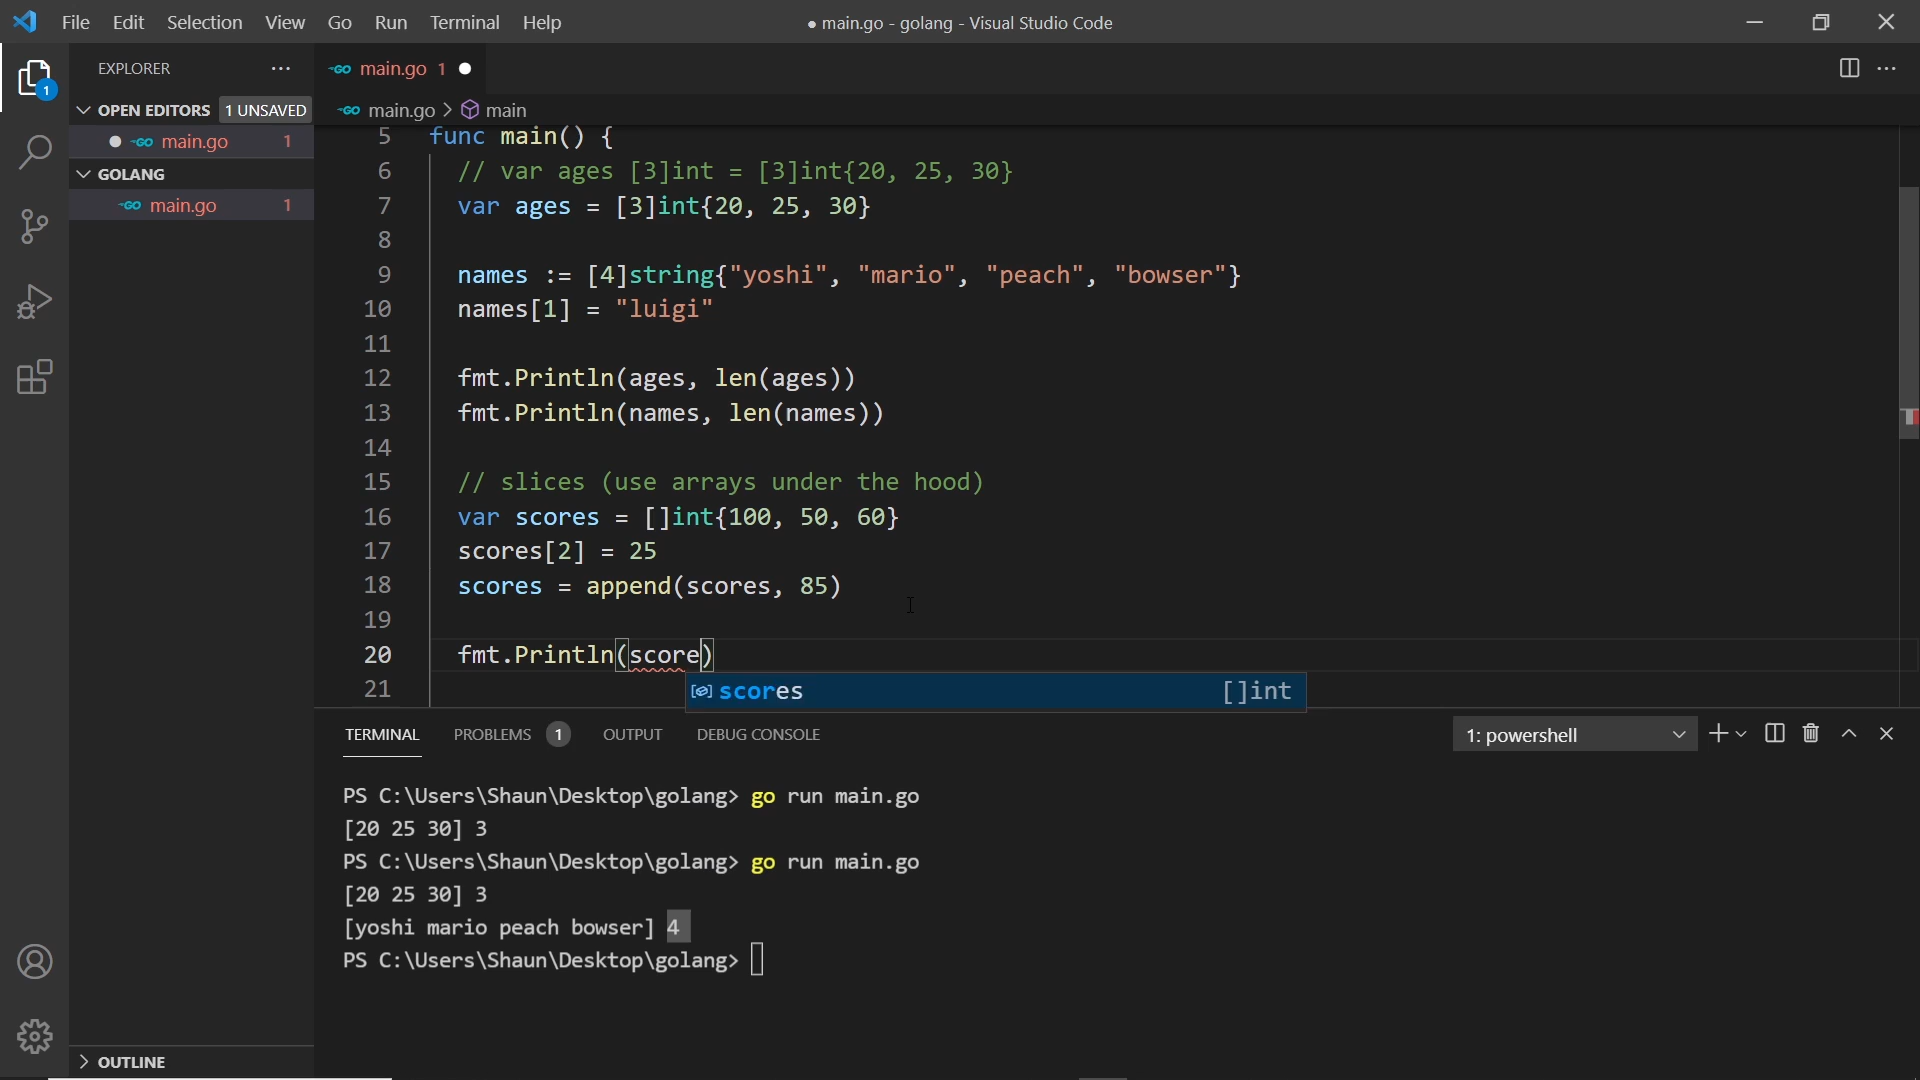 File Edit Selection View Go Run Terminal Help
● main.go - golang - Visual Studio Code
EXPLORER
GO main.go 1
1
OPEN EDITORS 1 UNSAVED
GO main.go > main
GO main.go 1
GOLANG
GO main.go 1
5 func main() {
6 // var ages [3]int = [3]int{20, 25, 30}
7 var ages = [3]int{20, 25, 30}
8
9 names := [4]string{"yoshi", "mario", "peach", "bowser"}
10 names[1] = "luigi"
11
12 fmt.Println(ages, len(ages))
13 fmt.Println(names, len(names))
14
15 // slices (use arrays under the hood)
16 var scores = []int{100, 50, 60}
17 scores[2] = 25
18 scores = append(scores, 85)
19
20 fmt.Println(score)
21
scores []int
TERMINAL PROBLEMS 1 OUTPUT DEBUG CONSOLE 1: powershell
PS C:\Users\Shaun\Desktop\golang> go run main.go
[20 25 30] 3
PS C:\Users\Shaun\Desktop\golang> go run main.go
[20 25 30] 3
[yoshi mario peach bowser] 4
PS C:\Users\Shaun\Desktop\golang>
OUTLINE